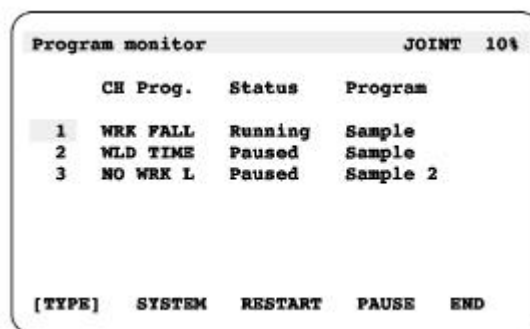 Program monitor JOINT 10%
CH Prog. Status Program
1 WRK FALL Running Sample
2 WLD TIME Paused Sample
3 NO WRK L Paused Sample 2
[TYPE] SYSTEM RESTART PAUSE END